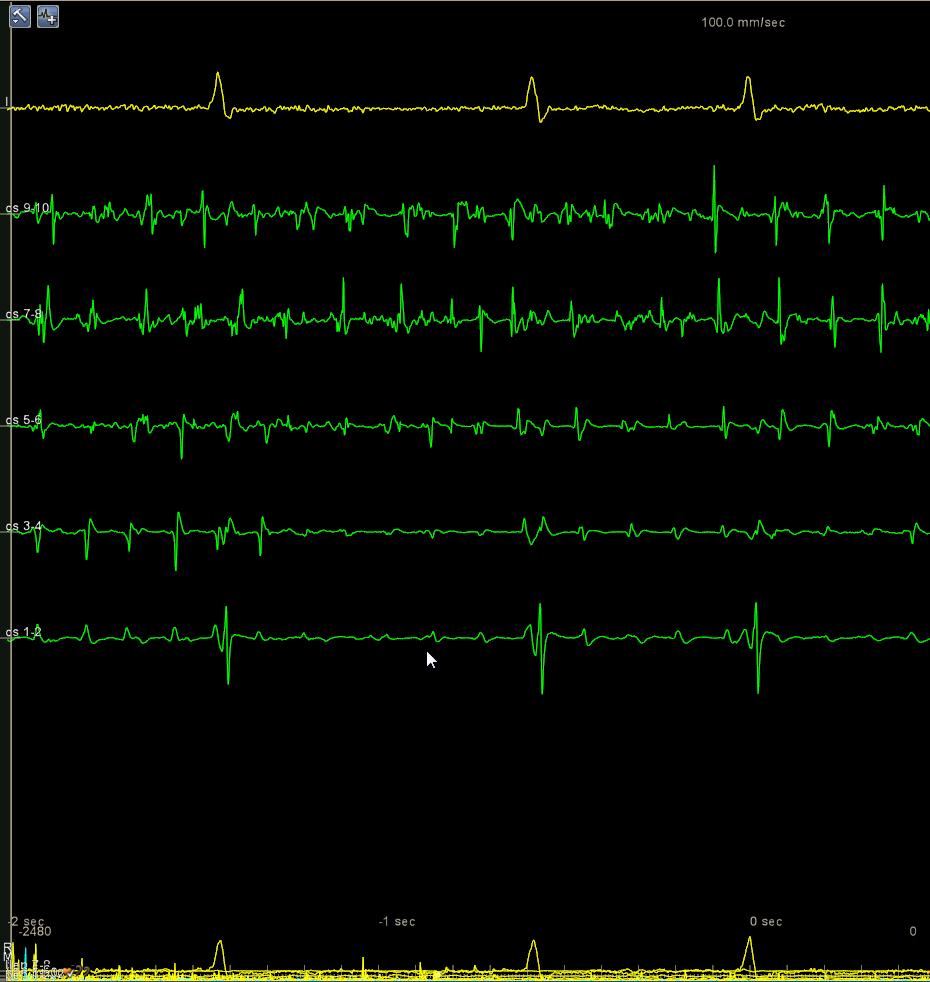 100.0 mm/sec
I
cs 9-10
cs 7-8
cs 5-6
cs 3-4
cs 1-2
-2 sec
-1 sec
0 sec
-2480
0